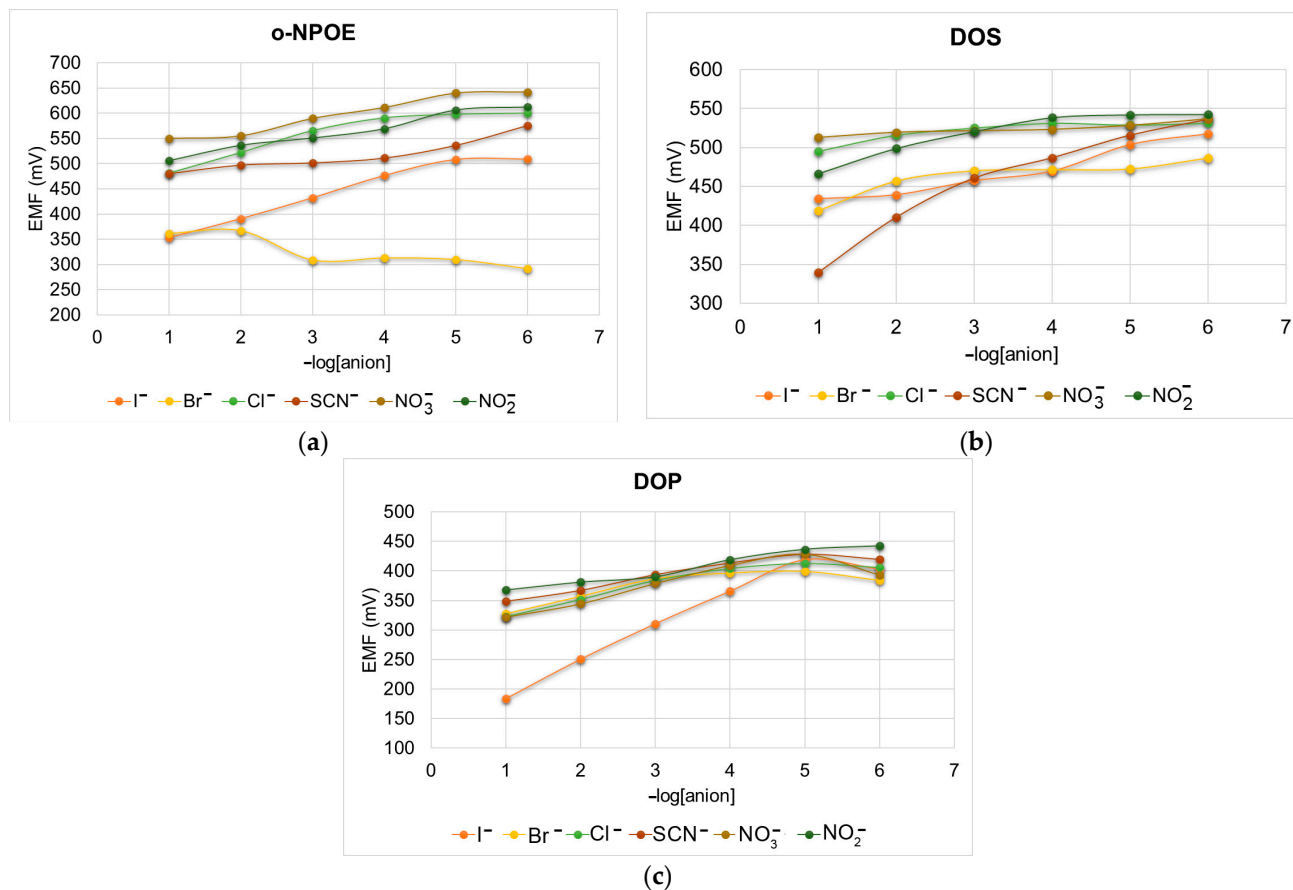 o-NPOE
EMF (mV)
700
650
600
550
500
450
400
350
300
250
200
0 1 2 3 4 5 6 7
−log[anion]
I⁻ Br⁻ Cl⁻ SCN⁻ NO₃⁻ NO₂⁻
(a)
DOS
EMF (mV)
600
550
500
450
400
350
300
0 1 2 3 4 5 6 7
−log[anion]
I⁻ Br⁻ Cl⁻ SCN⁻ NO₃⁻ NO₂⁻
(b)
DOP
EMF (mV)
500
450
400
350
300
250
200
150
100
0 1 2 3 4 5 6 7
−log[anion]
I⁻ Br⁻ Cl⁻ SCN⁻ NO₃⁻ NO₂⁻
(c)